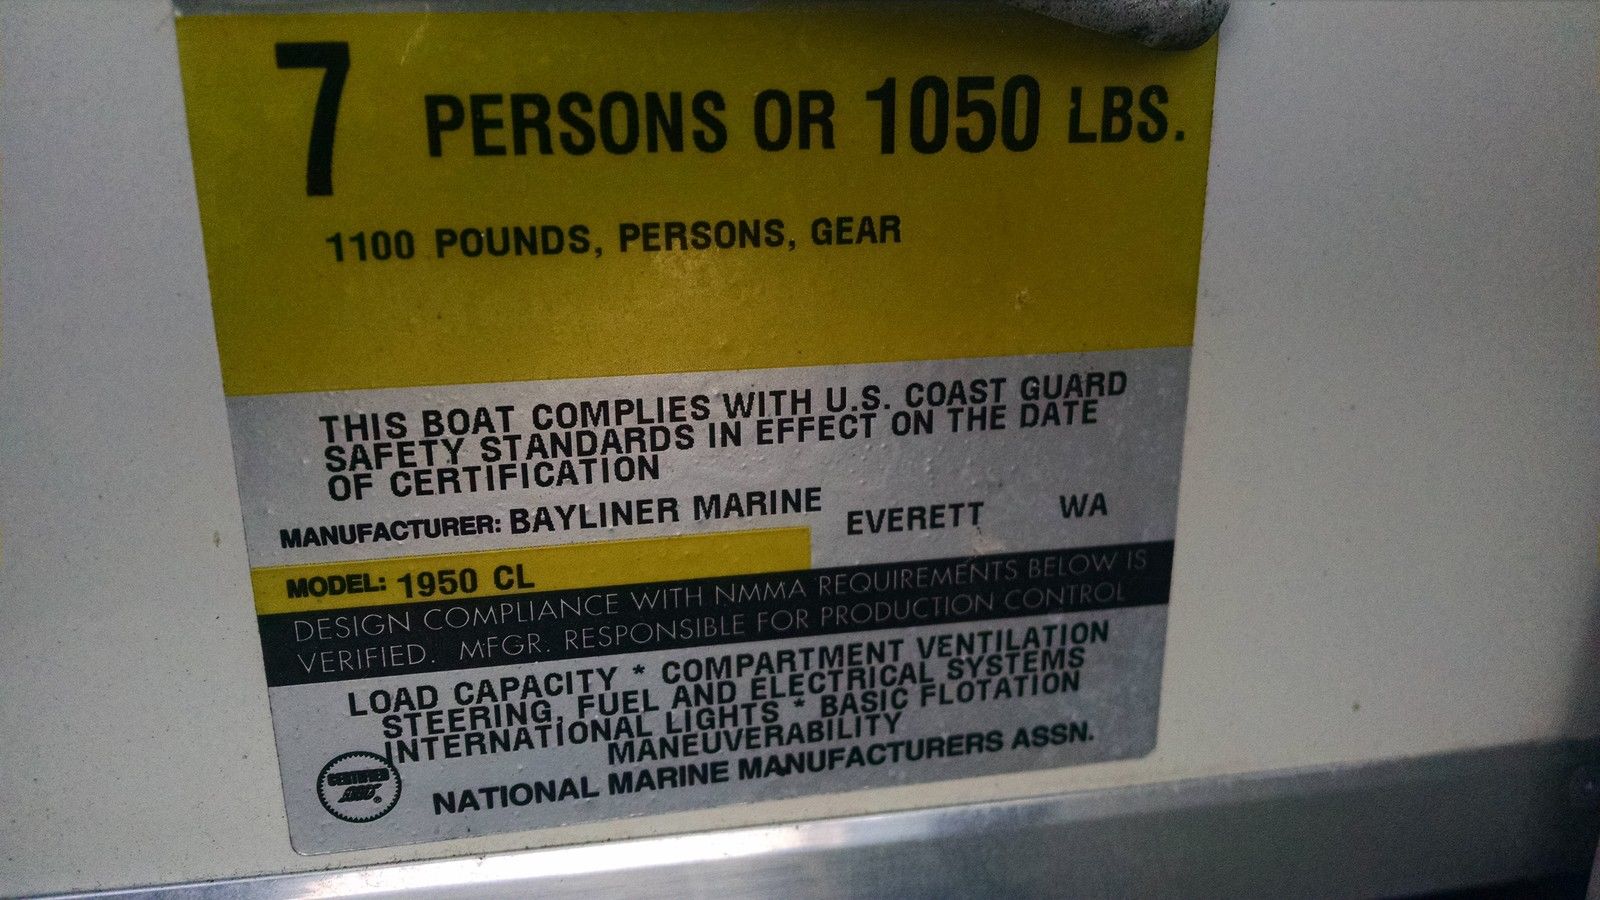 7 PERSONS OR 1050 LBS.
1100 POUNDS, PERSONS, GEAR
THIS BOAT COMPLIES WITH U.S. COAST GUARD
SAFETY STANDARDS IN EFFECT ON THE DATE
OF CERTIFICATION
MANUFACTURER: BAYLINER MARINE EVERETT WA
MODEL: 1950 CL
DESIGN COMPLIANCE WITH NMMA REQUIREMENTS BELOW IS
VERIFIED. MFGR. RESPONSIBLE FOR PRODUCTION CONTROL
LOAD CAPACITY * COMPARTMENT VENTILATION
STEERING, FUEL AND ELECTRICAL SYSTEMS
INTERNATIONAL LIGHTS * BASIC FLOTATION
MANEUVERABILITY
CERTIFIED
NATIONAL MARINE MANUFACTURERS ASSN.